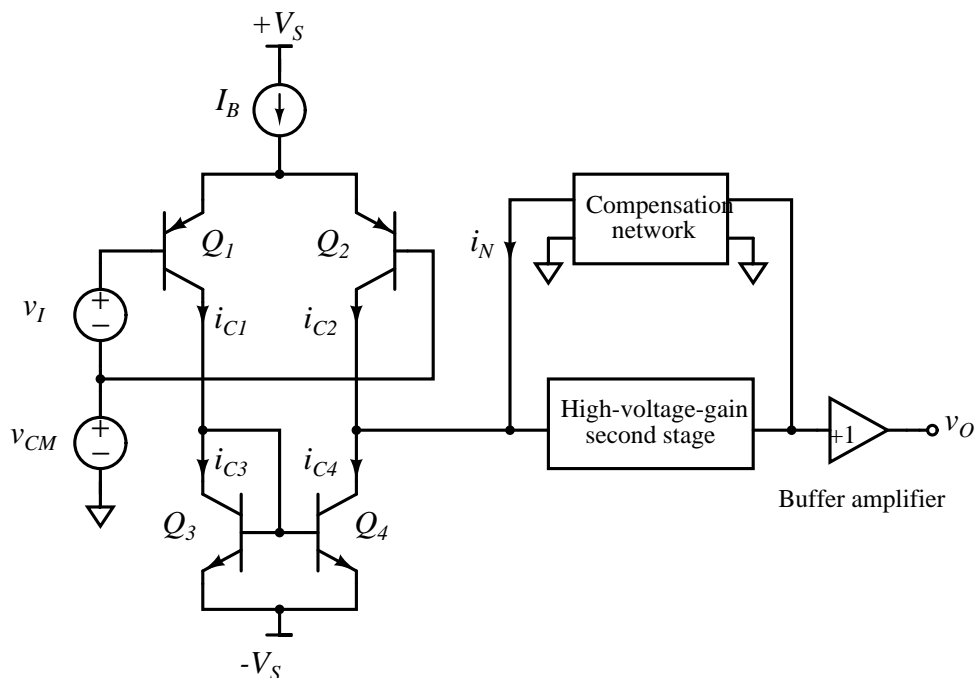 +V_S
I_B
Q_1
Q_2
Compensation
network
i_N
+
v_I
−
i_C1
i_C2
+
v_CM
−
High-voltage-gain
second stage
+1
v_O
i_C3
i_C4
Buffer amplifier
Q_3
Q_4
-V_S